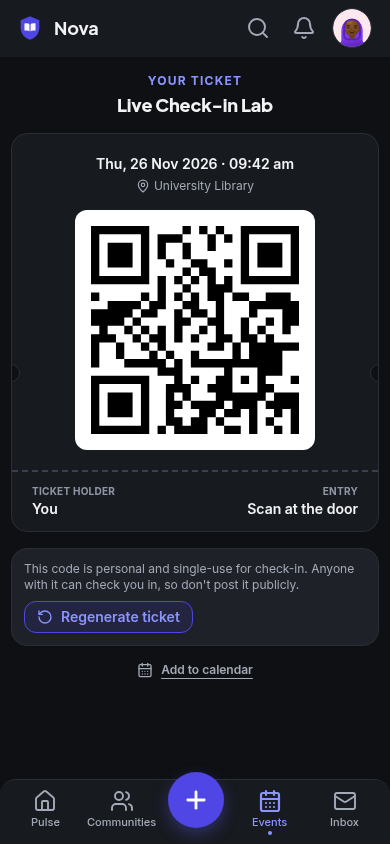 Nova
YOUR TICKET
Live Check-In Lab
Thu, 26 Nov 2026 · 09:42 am
University Library
TICKET HOLDER
ENTRY
You
Scan at the door
This code is personal and single-use for check-in. Anyone
with it can check you in, so don't post it publicly.
Regenerate ticket
Add to calendar
Pulse
Communities
Events
Inbox